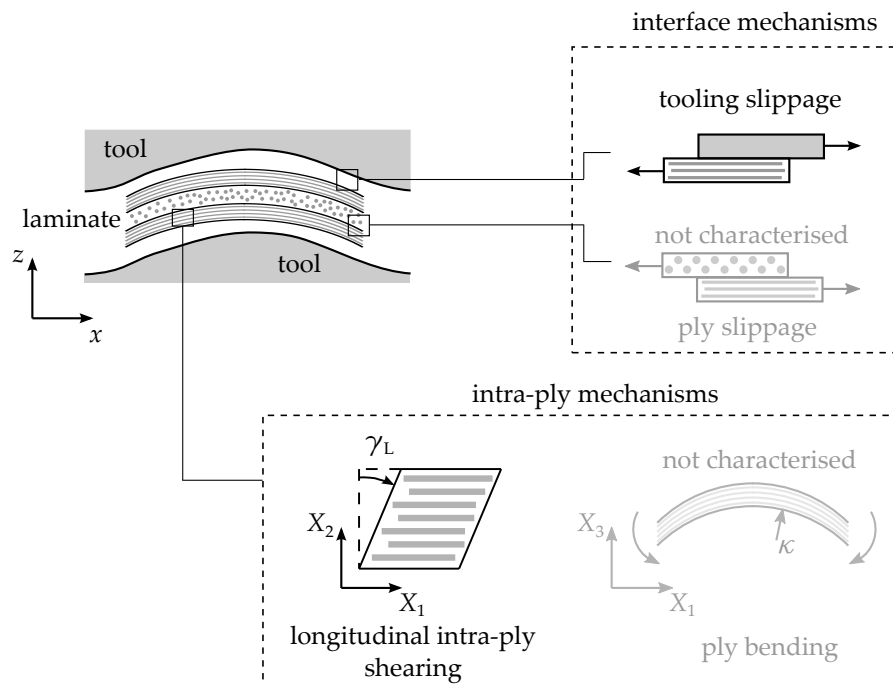 interface mechanisms
tooling slippage
tool
laminate
not characterised
z
tool
x
ply slippage
intra-ply mechanisms
γL
not characterised
X2
X3
κ
X1
X1
longitudinal intra-ply
shearing
ply bending